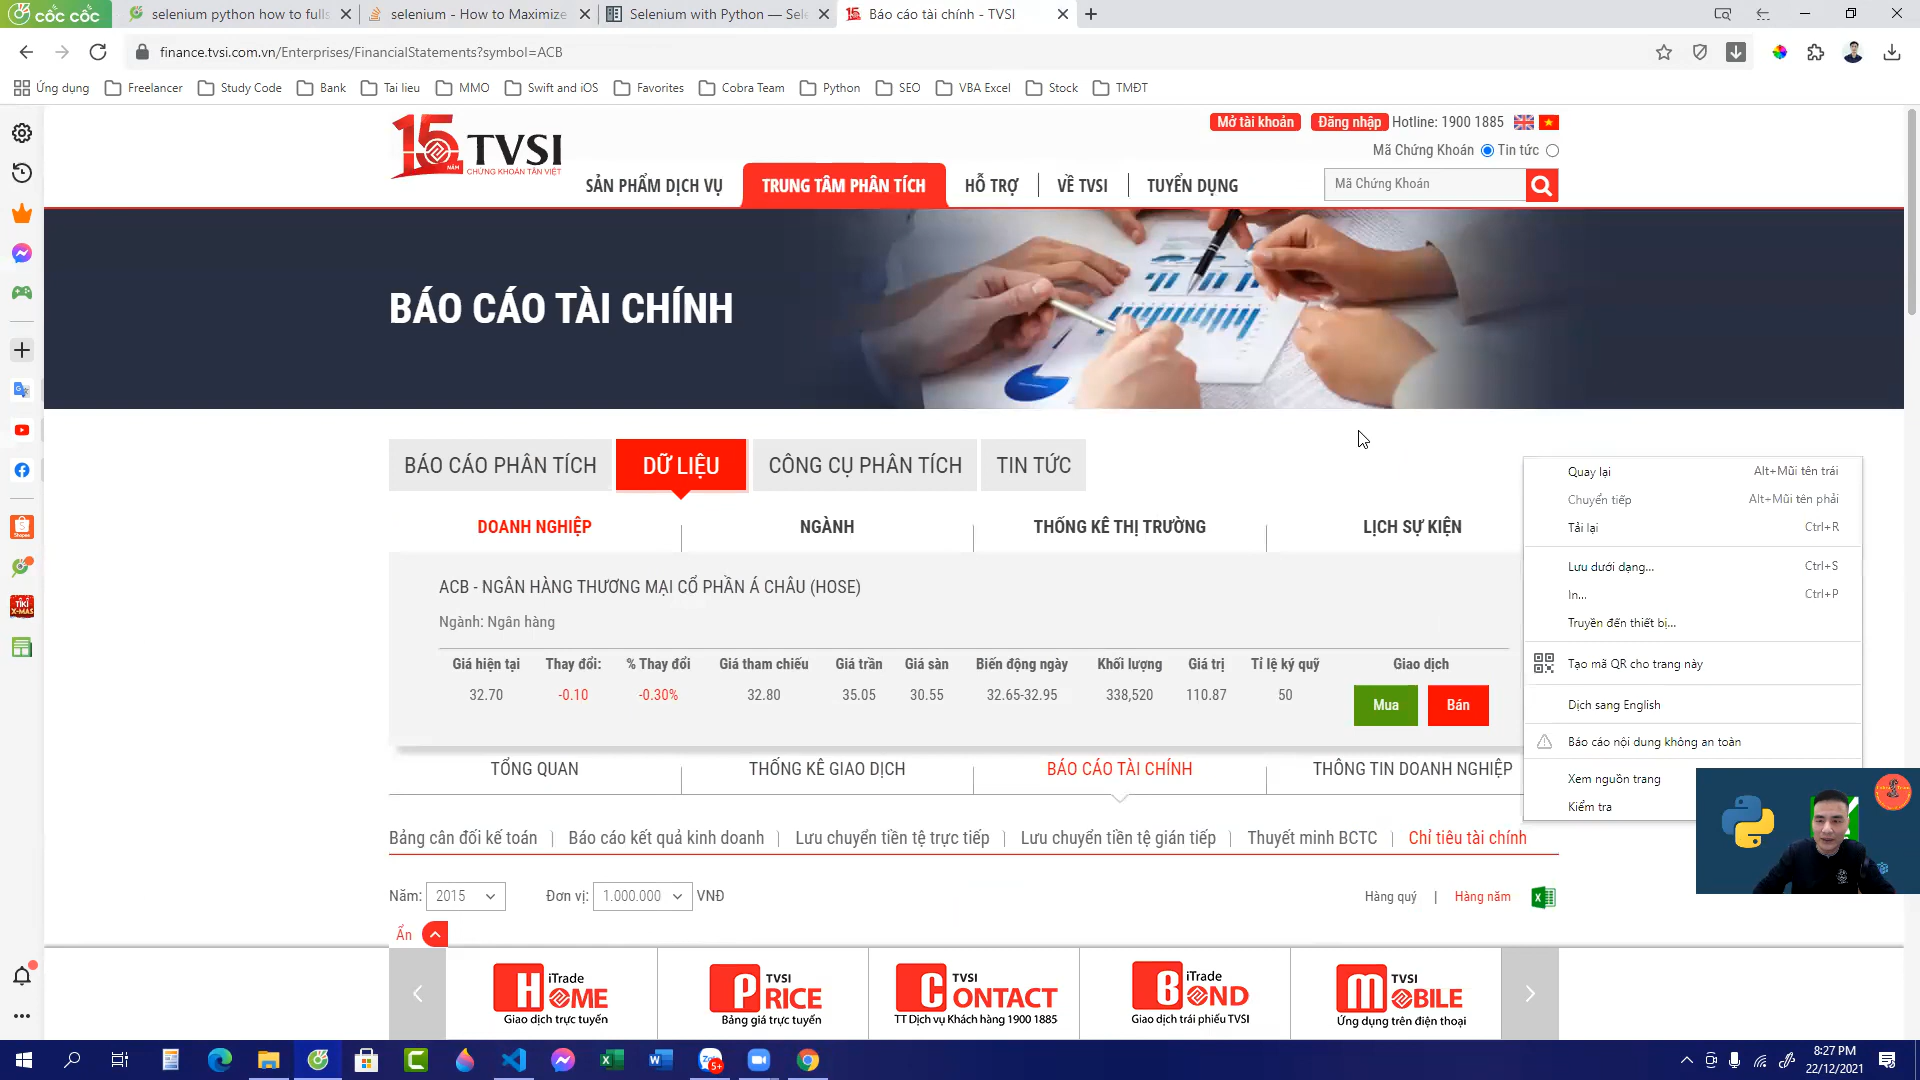 cốc cốc
selenium python how to fulls
selenium - How to Maximize
Selenium with Python — Sele
Báo cáo tài chính - TVSI
finance.tvsi.com.vn/Enterprises/FinancialStatements?symbol=ACB
Ứng dụng
Freelancer
Study Code
Bank
Tai lieu
MMO
Swift and iOS
Favorites
Cobra Team
Python
SEO
VBA Excel
Stock
TMĐT
15 NĂM TVSI
CHỨNG KHOÁN TÂN VIỆT
Mở tài khoản Đăng nhập Hotline: 1900 1885
Mã Chứng Khoán Tin tức
SẢN PHẨM DỊCH VỤ
TRUNG TÂM PHÂN TÍCH
HỖ TRỢ
VỀ TVSI
TUYỂN DỤNG
Mã Chứng Khoán
BÁO CÁO TÀI CHÍNH
BÁO CÁO PHÂN TÍCH
DỮ LIỆU
CÔNG CỤ PHÂN TÍCH
TIN TỨC
DOANH NGHIỆP
NGÀNH
THỐNG KÊ THỊ TRƯỜNG
LỊCH SỰ KIỆN
ACB - NGÂN HÀNG THƯƠNG MẠI CỔ PHẦN Á CHÂU (HOSE)
Ngành: Ngân hàng
Giá hiện tại Thay đổi: % Thay đổi Giá tham chiếu Giá trần Giá sàn Biến động ngày Khối lượng Giá trị Tỉ lệ ký quỹ Giao dịch
32.70 -0.10 -0.30% 32.80 35.05 30.55 32.65-32.95 338,520 110.87 50 Mua Bán
TỔNG QUAN
THỐNG KÊ GIAO DỊCH
BÁO CÁO TÀI CHÍNH
THÔNG TIN DOANH NGHIỆP
Bảng cân đối kế toán | Báo cáo kết quả kinh doanh | Lưu chuyển tiền tệ trực tiếp | Lưu chuyển tiền tệ gián tiếp | Thuyết minh BCTC | Chỉ tiêu tài chính
Năm: 2015 Đơn vị: 1.000.000 VNĐ Hàng quý | Hàng năm
Ẩn
iTrade
HOME
Giao dịch trực tuyến
TVSI
PRICE
Bảng giá trực tuyến
TVSI
CONTACT
TT Dịch vụ Khách hàng 1900 1885
iTrade
BOND
Giao dịch trái phiếu TVSI
TVSI
MOBILE
Ứng dụng trên điện thoại
Quay lại Alt+Mũi tên trái
Chuyển tiếp Alt+Mũi tên phải
Tải lại Ctrl+R
Lưu dưới dạng... Ctrl+S
In... Ctrl+P
Truyền đến thiết bị...
Tạo mã QR cho trang này
Dịch sang English
Báo cáo nội dung không an toàn
Xem nguồn trang
Kiểm tra
Shopee
TIKI
X-MAS
5+
8:27 PM
22/12/2021